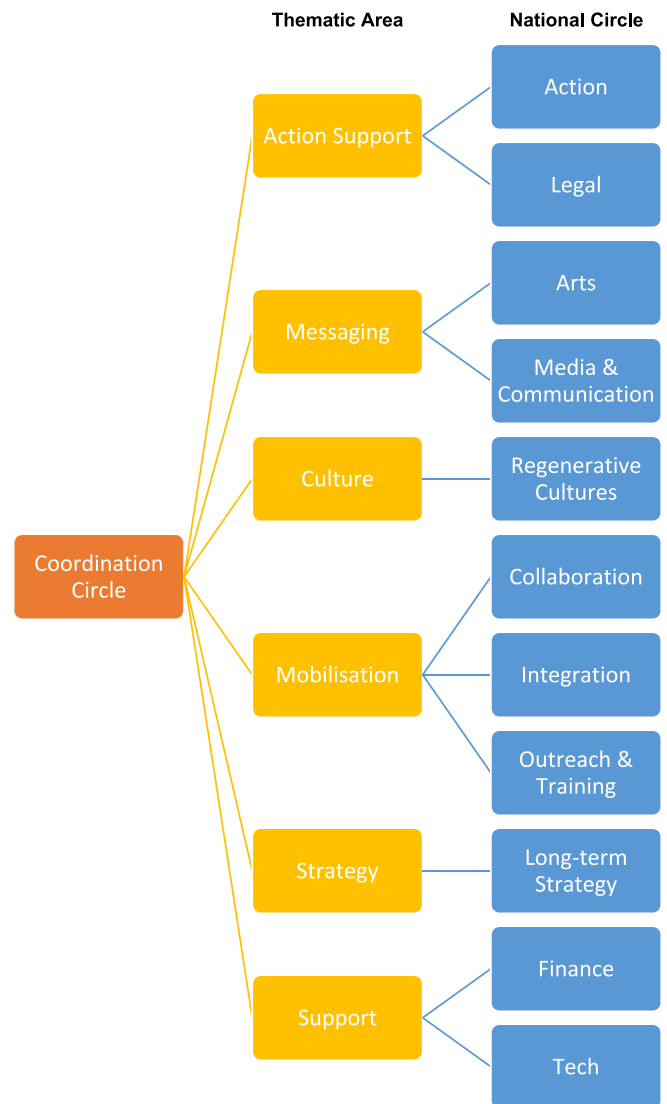 Thematic Area
National Circle
Action Support
Action
Legal
Messaging
Arts
Media &
Communication
Culture
Regenerative
Cultures
Coordination
Circle
Mobilisation
Collaboration
Integration
Outreach &
Training
Strategy
Long-term
Strategy
Support
Finance
Tech